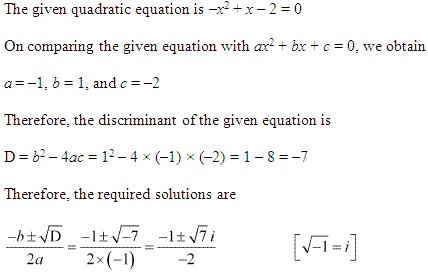 The given quadratic equation is –x² + x – 2 = 0
On comparing the given equation with ax² + bx + c = 0, we obtain
a = –1, b = 1, and c = –2
Therefore, the discriminant of the given equation is
D = b² – 4ac = 1² – 4 × (–1) × (–2) = 1 – 8 = –7
Therefore, the required solutions are
(-b ± √D)/2a = (-1 ± √-7)/(2×(-1)) = (-1 ± √7 i)/-2 [√-1 = i]